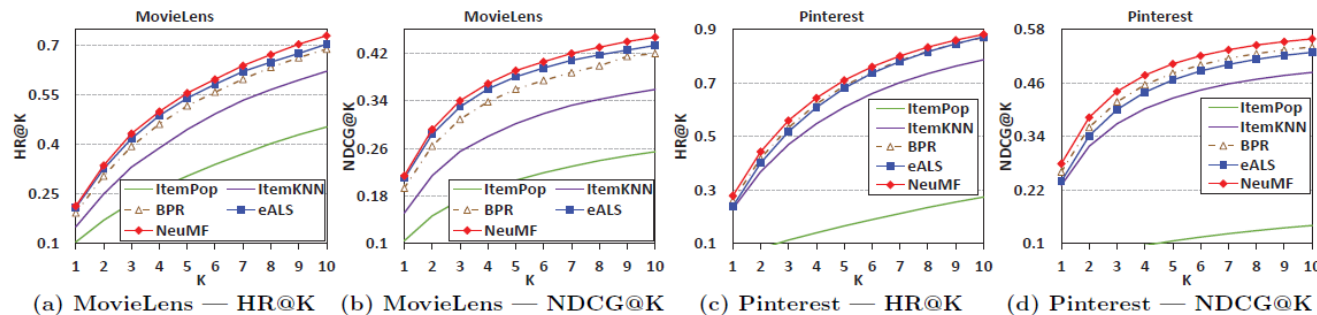 MovieLens
HR@K
0.7
0.55
0.4
0.25
0.1
ItemPop
ItemKNN
BPR
eALS
NeuMF
1 2 3 4 5 6 7 8 9 10
K
(a) MovieLens — HR@K
MovieLens
NDCG@K
0.42
0.34
0.26
0.18
0.1
ItemPop
ItemKNN
BPR
eALS
NeuMF
1 2 3 4 5 6 7 8 9 10
K
(b) MovieLens — NDCG@K
Pinterest
HR@K
0.9
0.7
0.5
0.3
0.1
ItemPop
ItemKNN
BPR
eALS
NeuMF
1 2 3 4 5 6 7 8 9 10
K
(c) Pinterest — HR@K
Pinterest
NDCG@K
0.58
0.46
0.34
0.22
0.1
ItemPop
ItemKNN
BPR
eALS
NeuMF
1 2 3 4 5 6 7 8 9 10
K
(d) Pinterest — NDCG@K